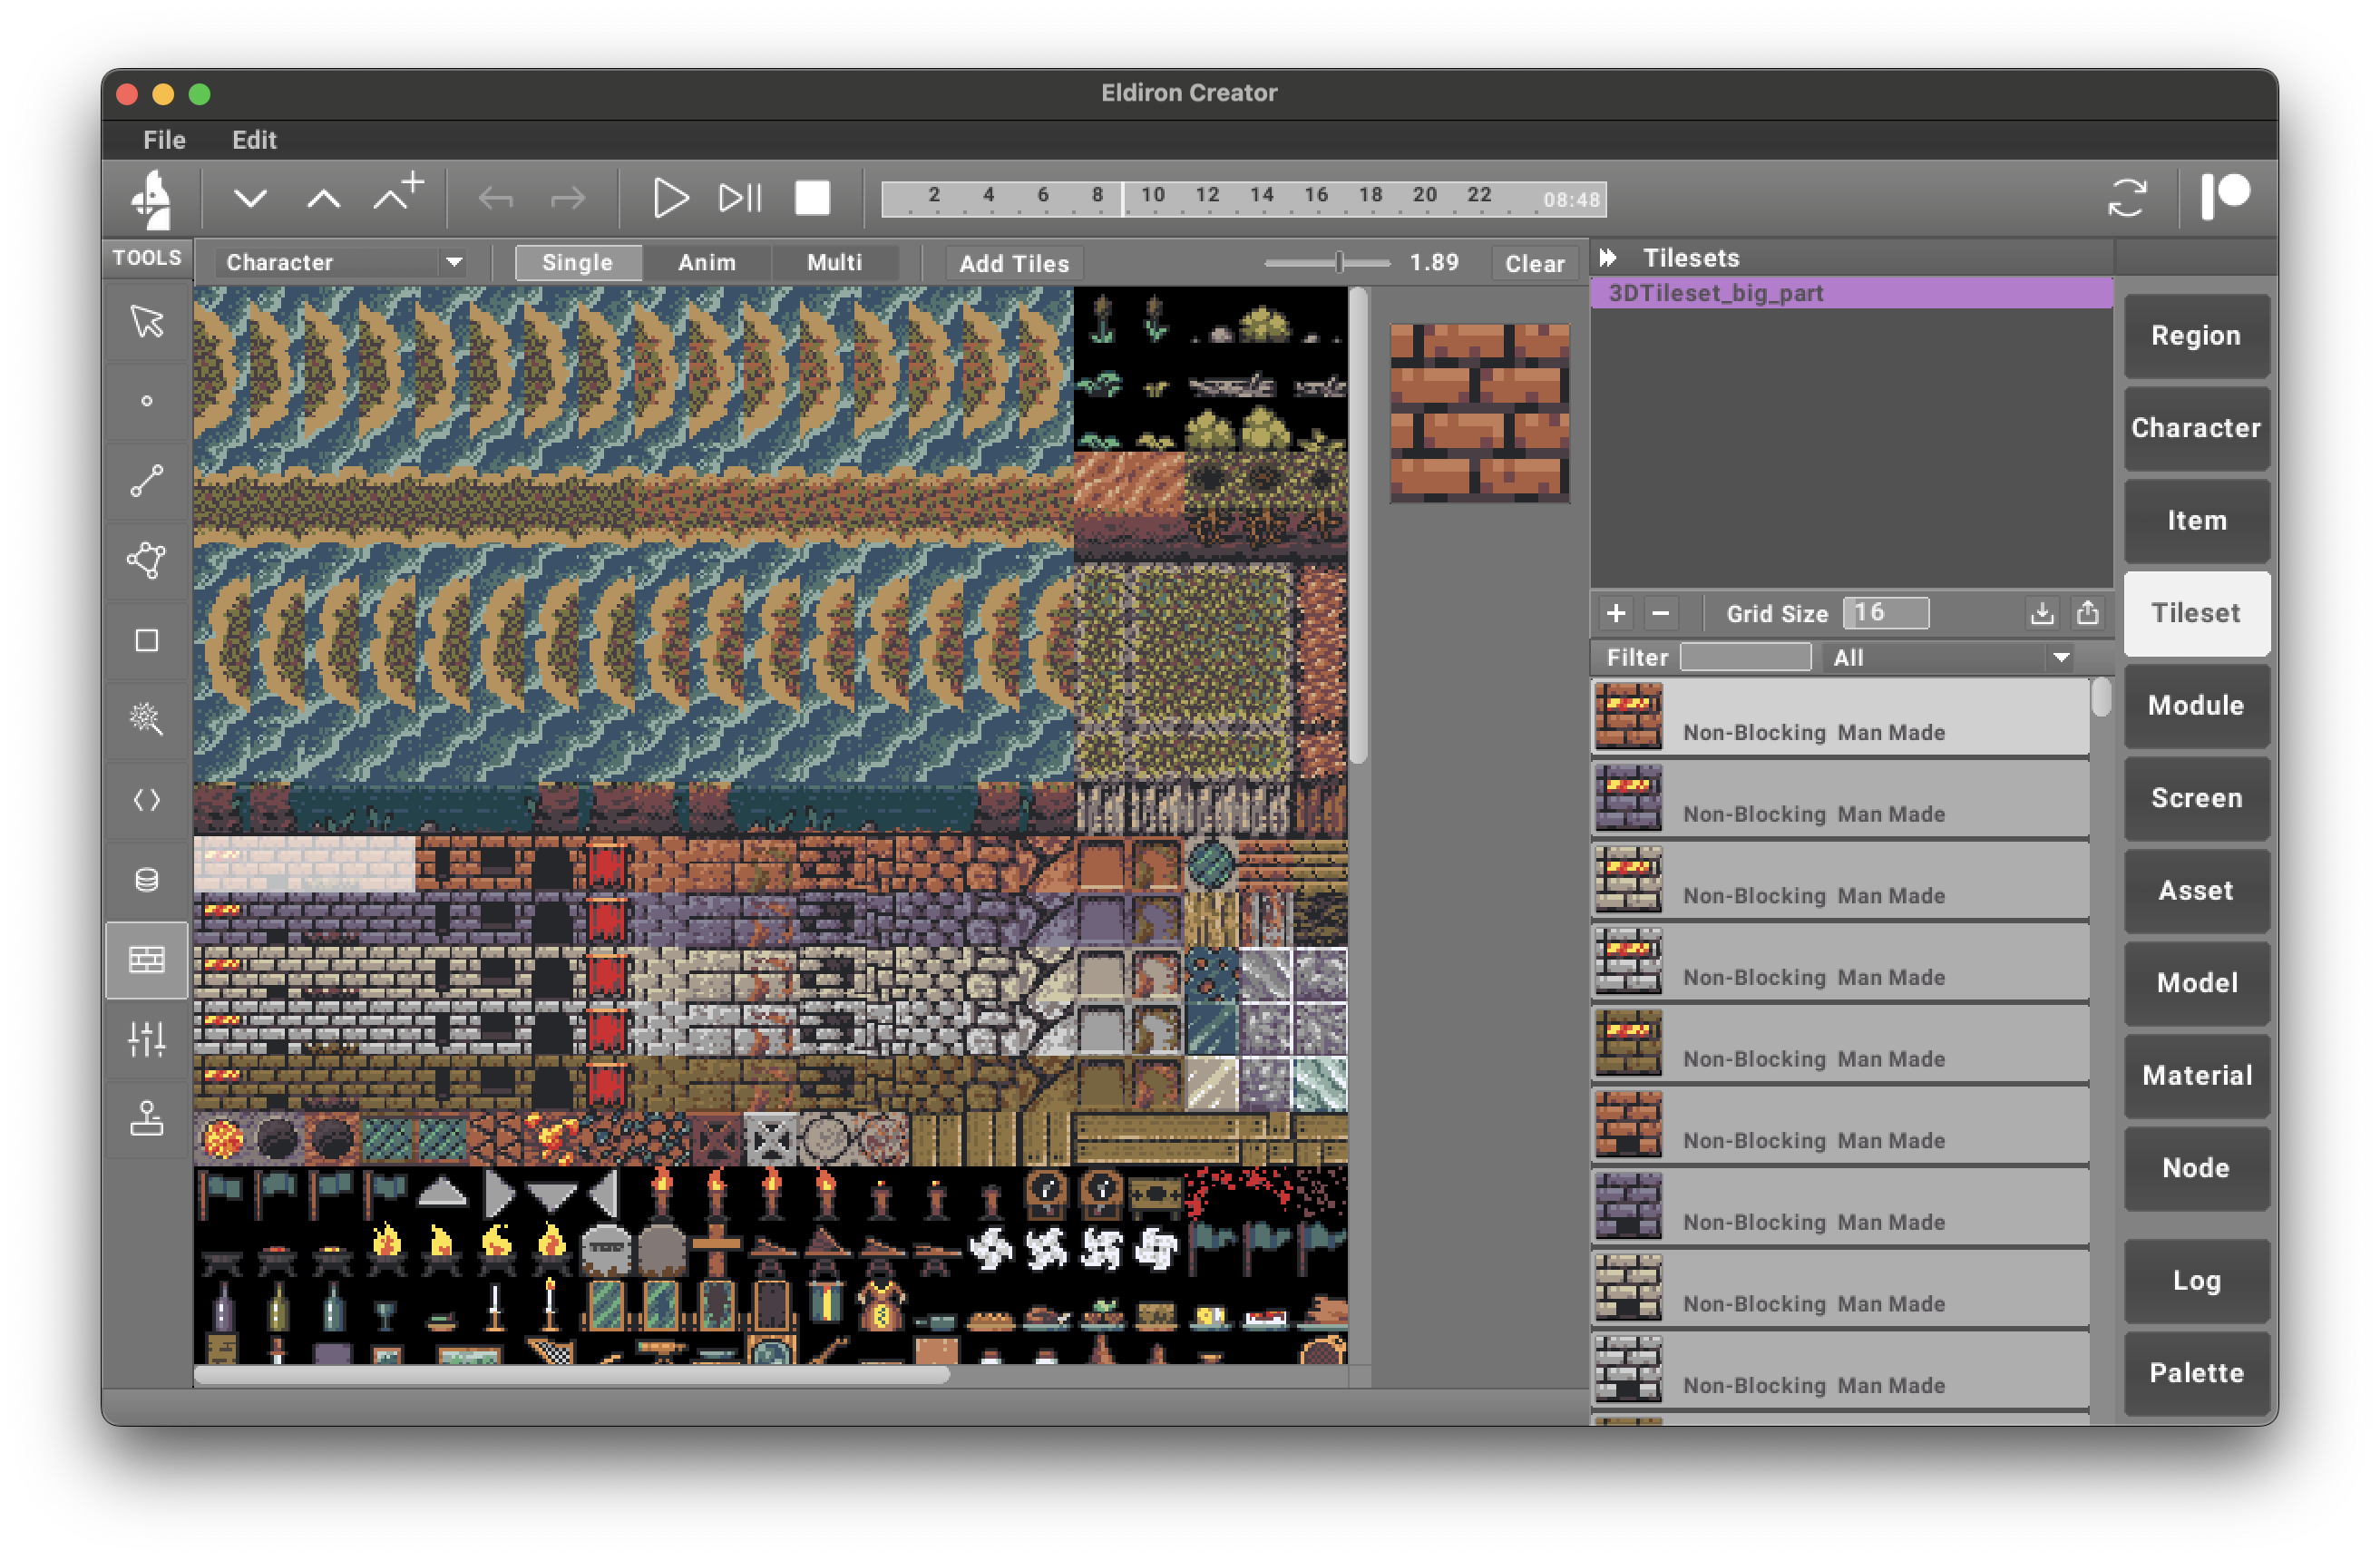 Eldiron Creator
File Edit
2 4 6 8 10 12 14 16 18 20 22 08:48
TOOLS Character Single Anim Multi Add Tiles 1.89 Clear Tilesets
3DTileset_big_part
Region
Character
Item
Tileset
Grid Size 16
Filter All
Module
Non-Blocking Man Made
Screen
Non-Blocking Man Made
Asset
Non-Blocking Man Made
Model
Non-Blocking Man Made
Material
Non-Blocking Man Made
Non-Blocking Man Made
Node
Non-Blocking Man Made
Log
Non-Blocking Man Made
Palette
Non-Blocking Man Made